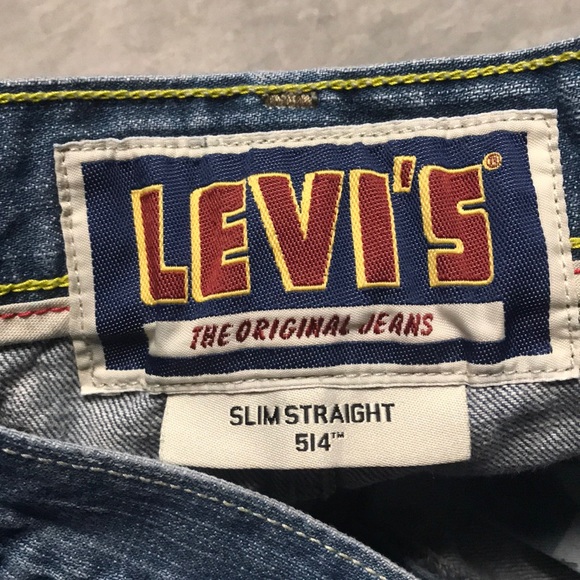 LEVI'S®
THE ORIGINAL JEANS
SLIM STRAIGHT
514™